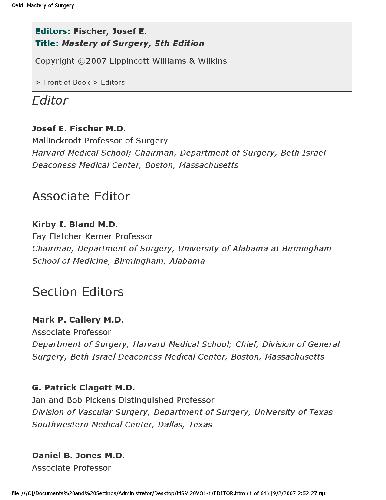 Ovid: Mastery of Surgery
Editors: Fischer, Josef E.
Title: Mastery of Surgery, 5th Edition
Copyright ©2007 Lippincott Williams & Wilkins
> Front of Book > Editors
Editor
Josef E. Fischer M.D.
Mallinckrodt Professor of Surgery
Harvard Medical School; Chairman, Department of Surgery, Beth Israel
Deaconess Medical Center, Boston, Massachusetts
Associate Editor
Kirby I. Bland M.D.
Fay Fletcher Kerner Professor
Chairman, Department of Surgery, University of Alabama at Birmingham
School of Medicine, Birmingham, Alabama
Section Editors
Mark P. Callery M.D.
Associate Professor
Department of Surgery, Harvard Medical School; Chief, Division of General
Surgery, Beth Israel Deaconess Medical Center, Boston, Massachusetts
G. Patrick Clagett M.D.
Jan and Bob Pickens Distinguished Professor
Division of Vascular Surgery, Department of Surgery, University of Texas
Southwestern Medical Center, Dallas, Texas
Daniel B. Jones M.D.
Associate Professor